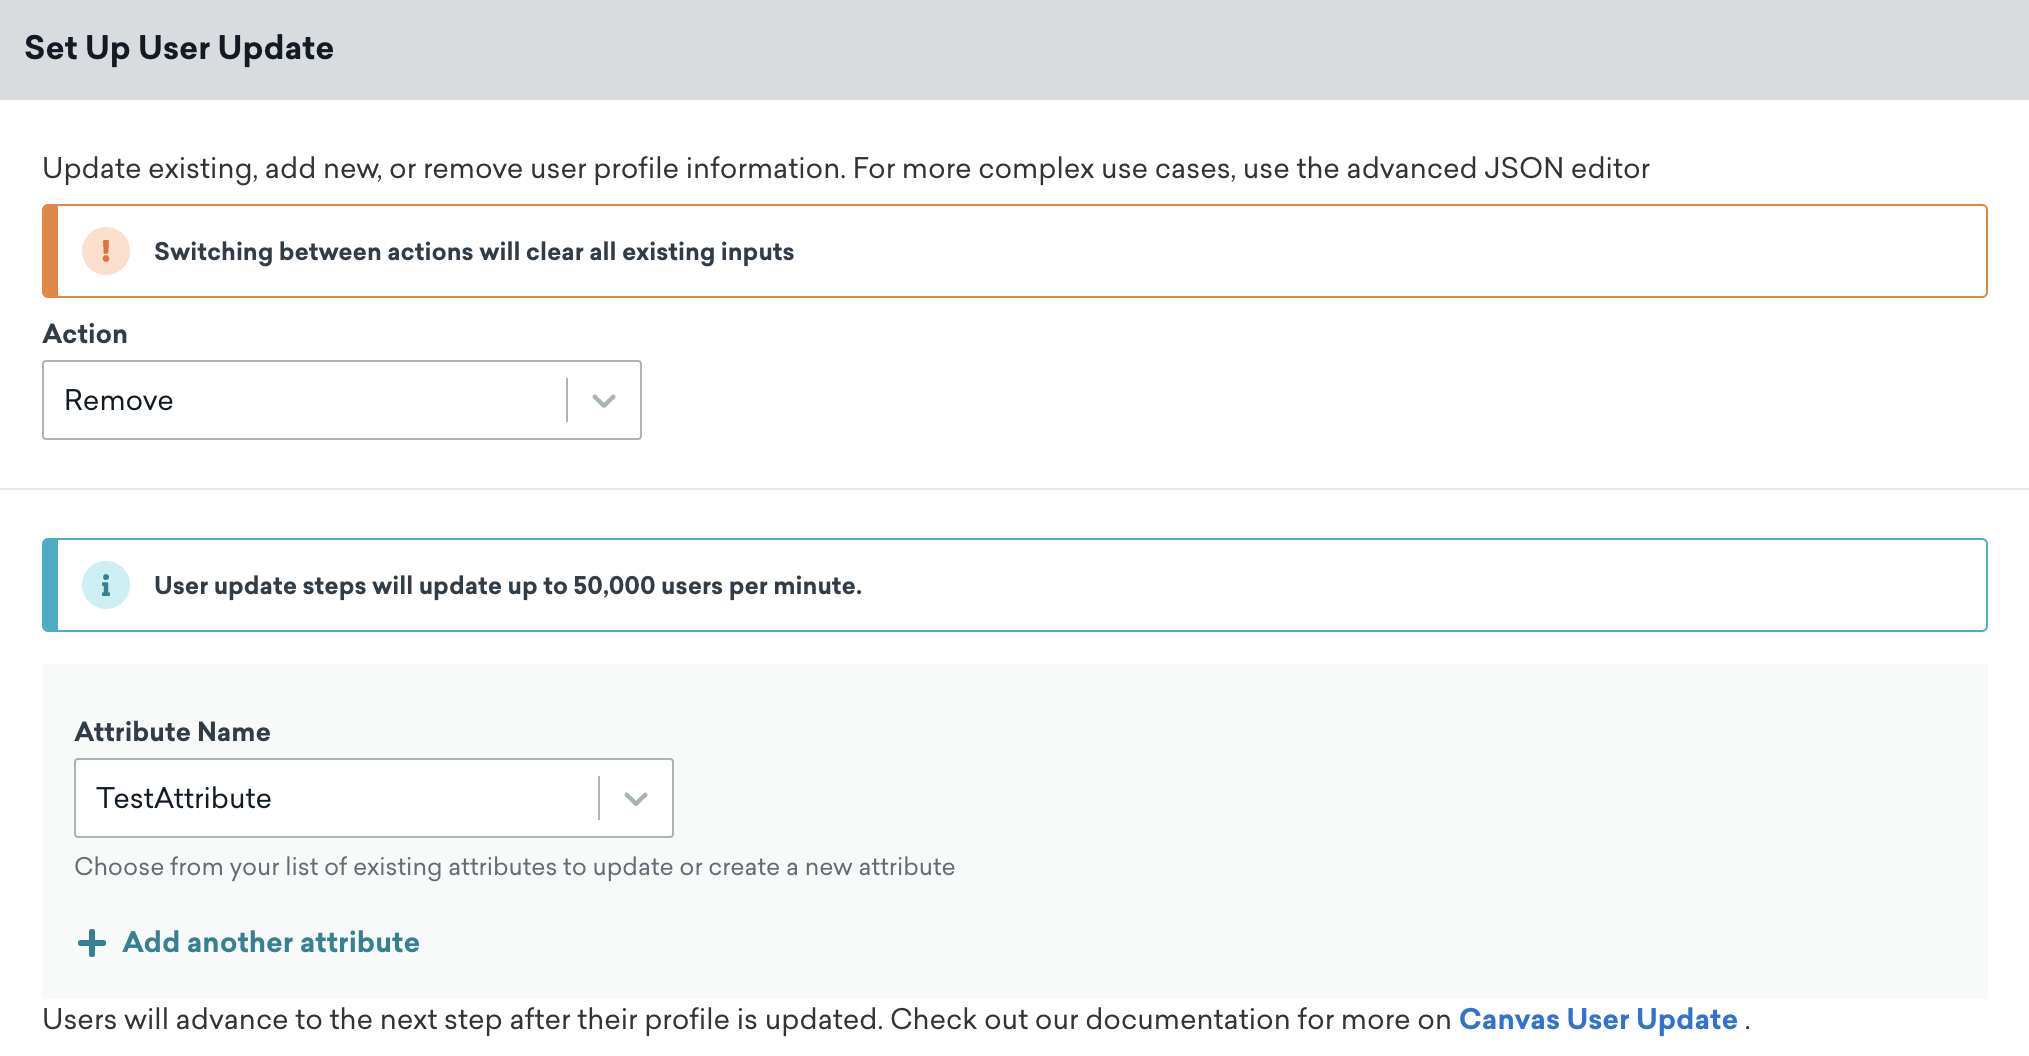 Set Up User Update
Update existing, add new, or remove user profile information. For more complex use cases, use the advanced JSON editor
Switching between actions will clear all existing inputs
Action
Remove
User update steps will update up to 50,000 users per minute.
Attribute Name
TestAttribute
Choose from your list of existing attributes to update or create a new attribute
Add another attribute
Users will advance to the next step after their profile is updated. Check out our documentation for more on Canvas User Update .